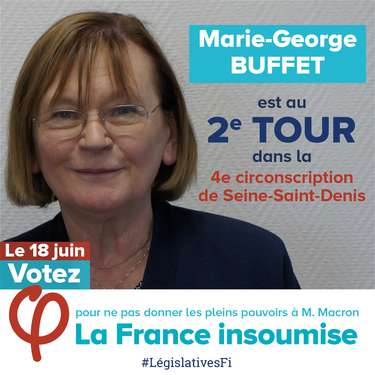 Marie-George
BUFFET
est au
2e TOUR
dans la
4e circonscription
de Seine-Saint-Denis
Le 18 juin
Votez
φ
pour ne pas donner les pleins pouvoirs à M. Macron
La France insoumise
#LégislativesFi